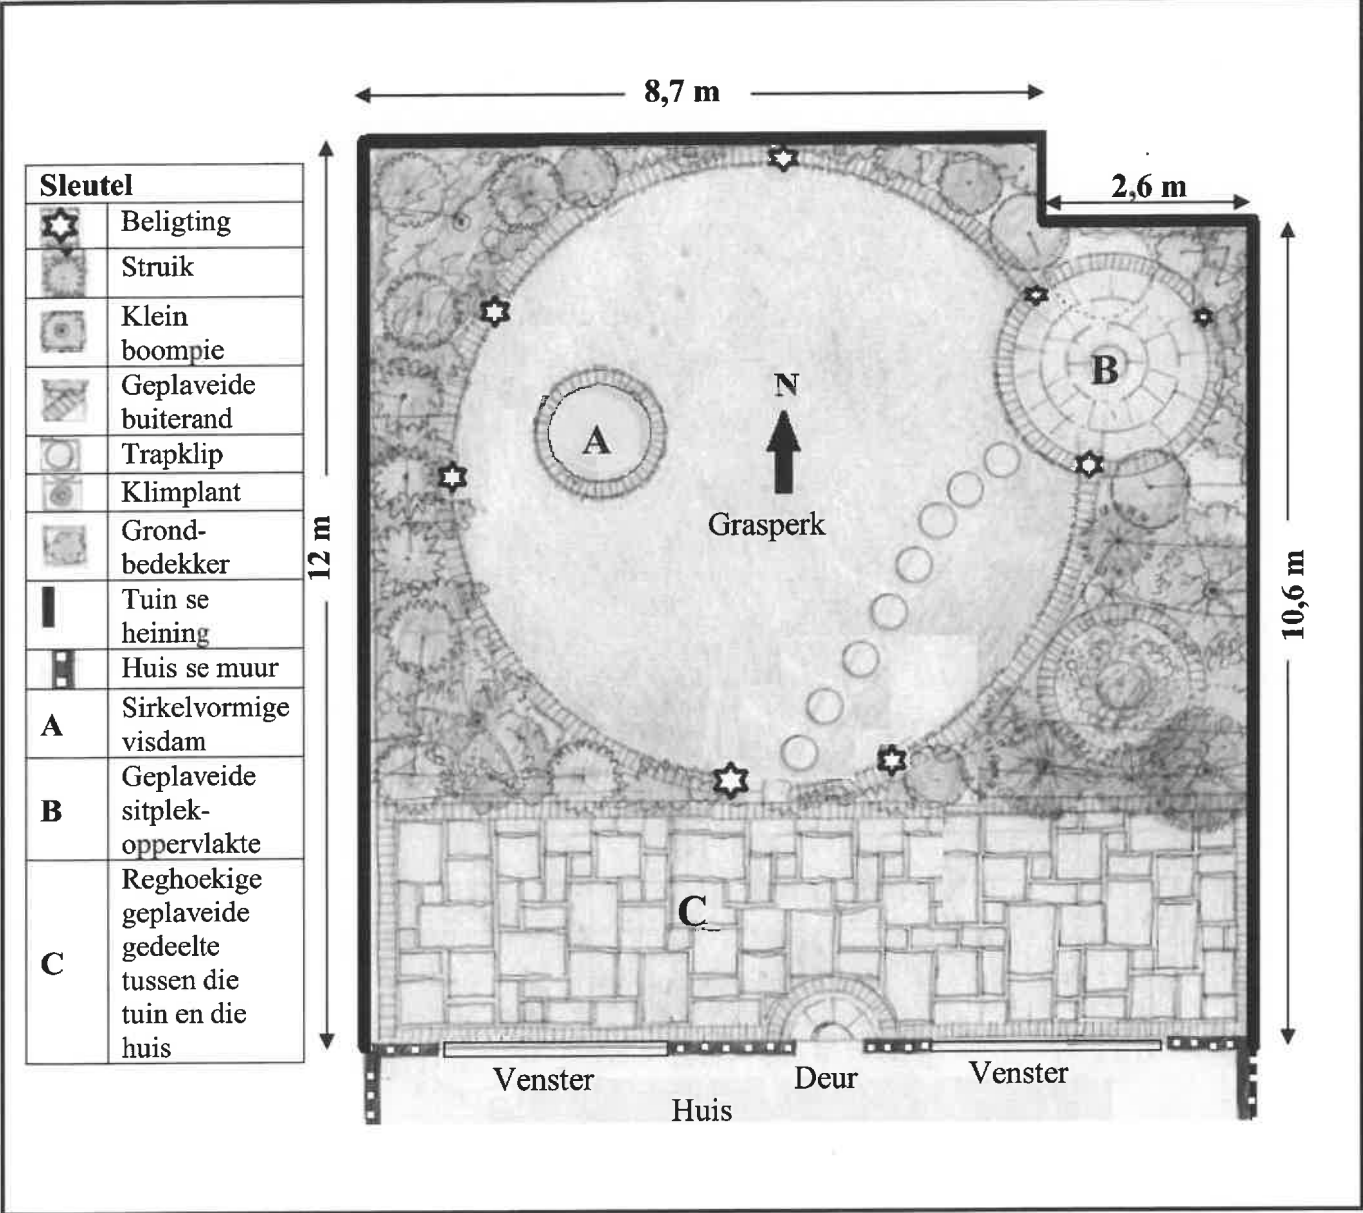 8,7 m
2,6 m
Sleutel
Beligting
Struik
Klein
boompie
Geplaveide
buiterand
Trapklip
Klimplant
Grond-
bedekker
Tuin se
heining
Huis se muur
A
Sirkelvormige
visdam
B
Geplaveide
sitplek-
oppervlakte
C
Reghoekige
geplaveide
gedeelte
tussen die
tuin en die
huis
12 m
10,6 m
B
N
A
Grasperk
C
Venster
Deur
Venster
Huis